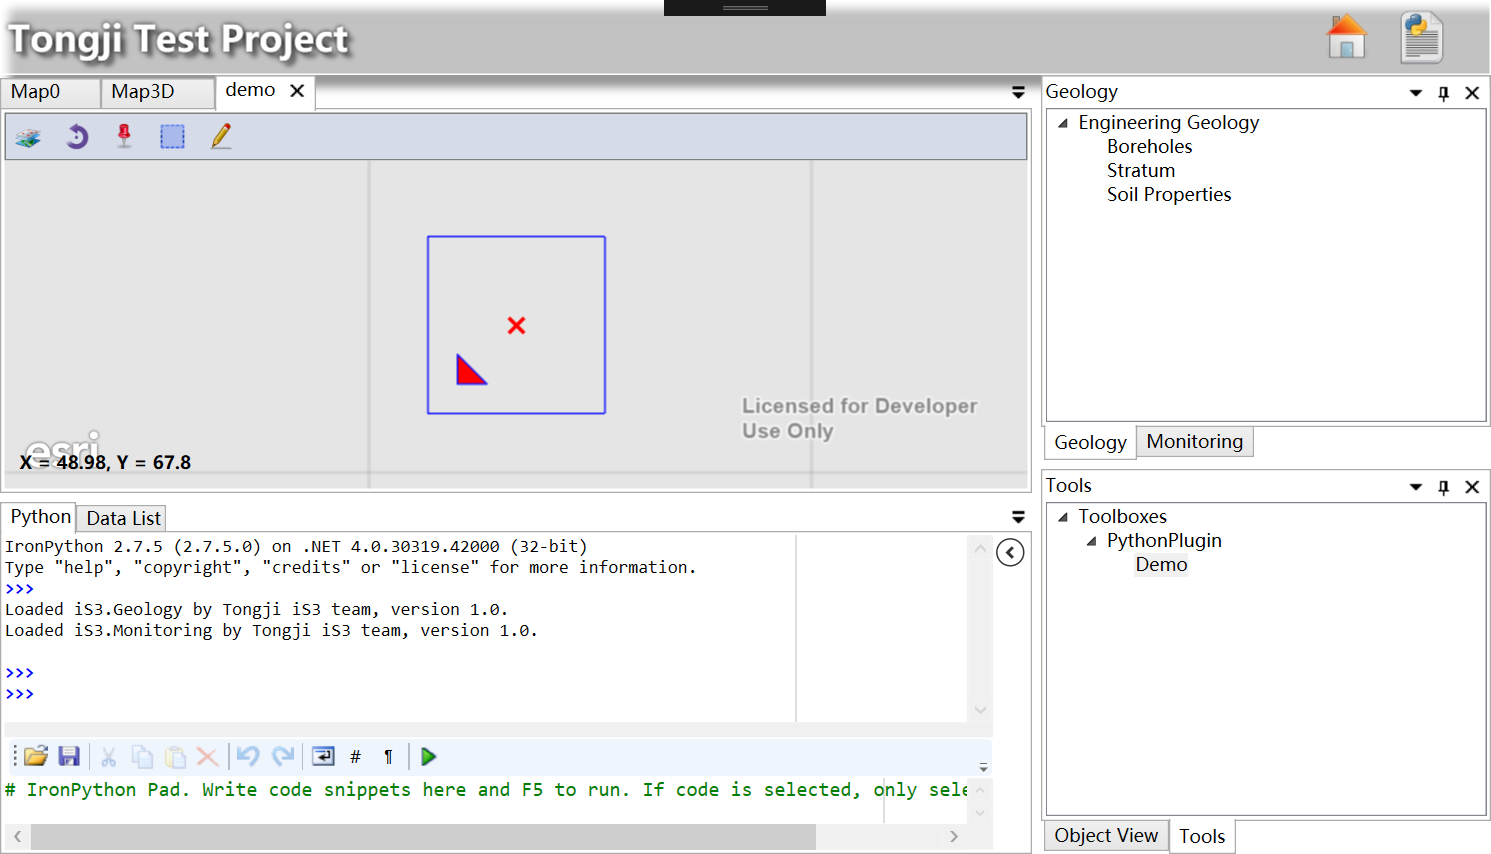 Tongji Test Project
Map0
Map3D
demo
Geology
Engineering Geology
Boreholes
Stratum
Soil Properties
Licensed for Developer
Use Only
esri
X = 48.98, Y = 67.8
Geology
Monitoring
Tools
Toolboxes
PythonPlugin
Demo
Python
Data List
IronPython 2.7.5 (2.7.5.0) on .NET 4.0.30319.42000 (32-bit)
Type "help", "copyright", "credits" or "license" for more information.
>>>
Loaded iS3.Geology by Tongji iS3 team, version 1.0.
Loaded iS3.Monitoring by Tongji iS3 team, version 1.0.
>>>
>>>
# ¶
# IronPython Pad. Write code snippets here and F5 to run. If code is selected, only sele
Object View
Tools